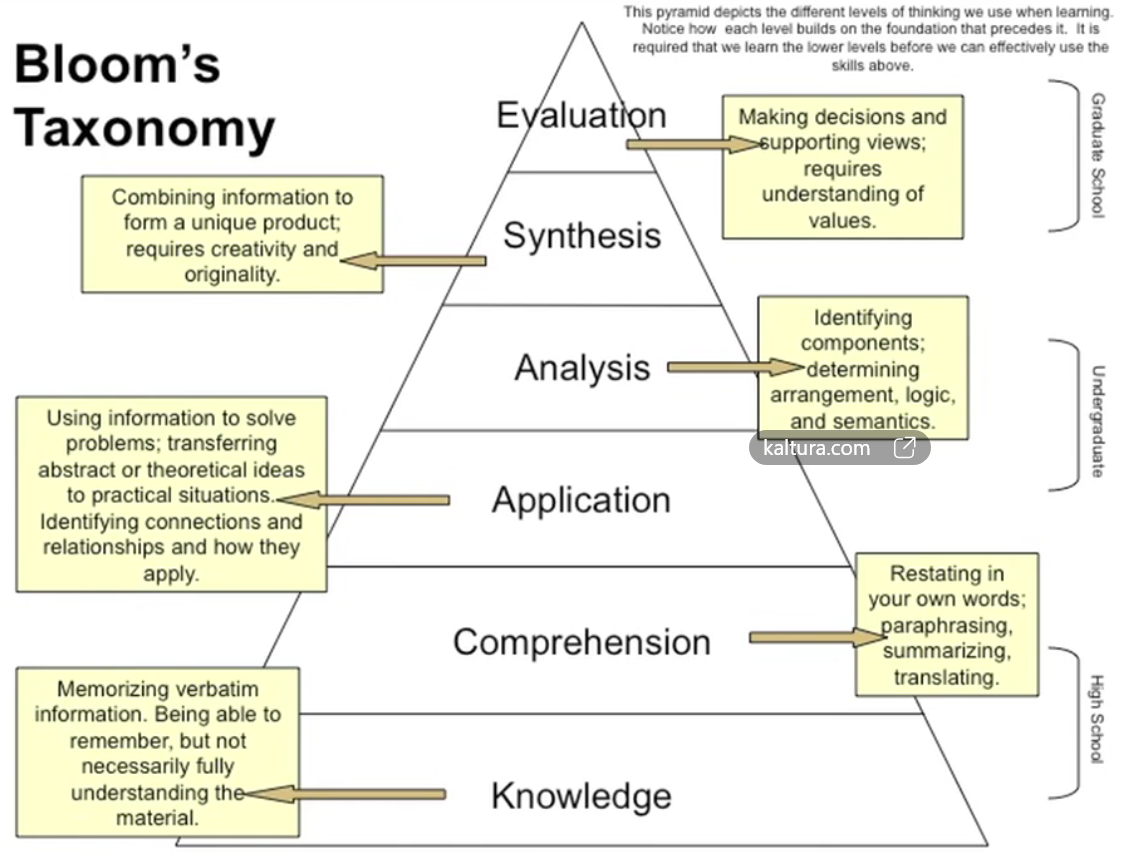 This pyramid depicts the different levels of thinking we use when learning.
Notice how each level builds on the foundation that precedes it. It is
required that we learn the lower levels before we can effectively use the
skills above.
Bloom's
Taxonomy
Evaluation
Making decisions and
supporting views;
requires
understanding of
values.
Graduate School
Combining information to
form a unique product;
requires creativity and
originality.
Synthesis
Analysis
Identifying
components;
determining
arrangement, logic,
and semantics.
kaltura.com
Undergraduate
Using information to solve
problems; transferring
abstract or theoretical ideas
to practical situations.
Identifying connections and
relationships and how they
apply.
Application
Comprehension
Restating in
your own words;
paraphrasing,
summarizing,
translating.
High School
Memorizing verbatim
information. Being able to
remember, but not
necessarily fully
understanding the
material.
Knowledge